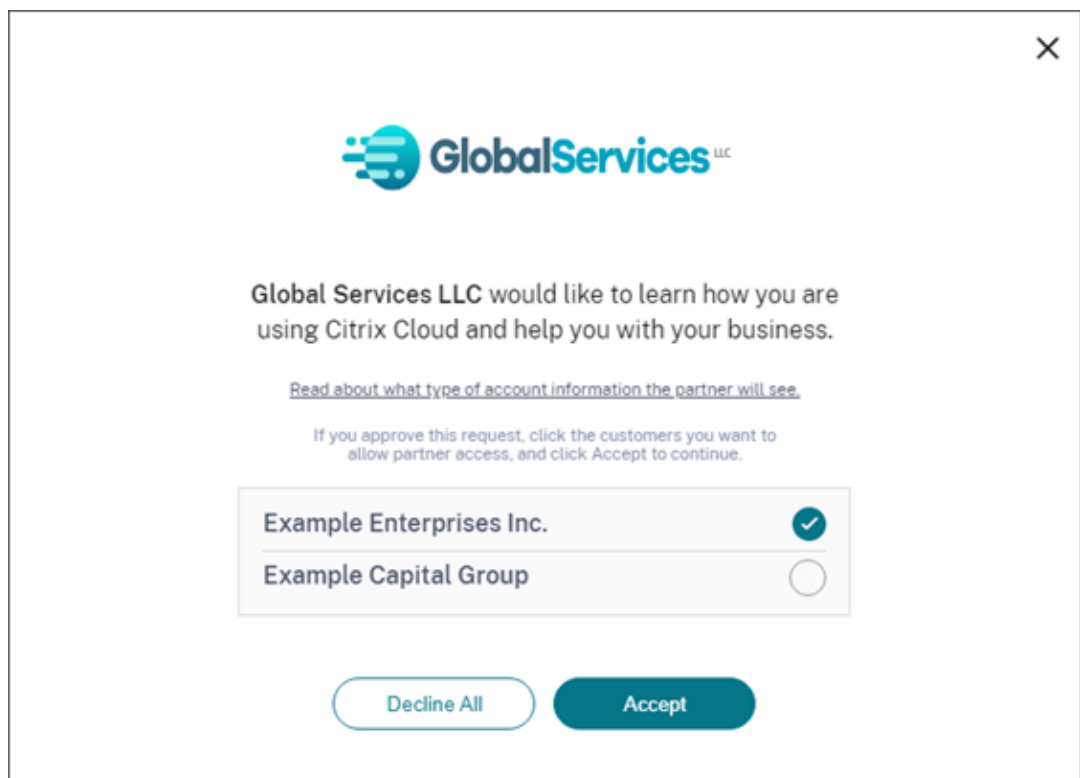 GlobalServices LLC
Global Services LLC would like to learn how you are
using Citrix Cloud and help you with your business.
Read about what type of account information the partner will see.
If you approve this request, click the customers you want to
allow partner access, and click Accept to continue.
Example Enterprises Inc.
Example Capital Group
Decline All
Accept